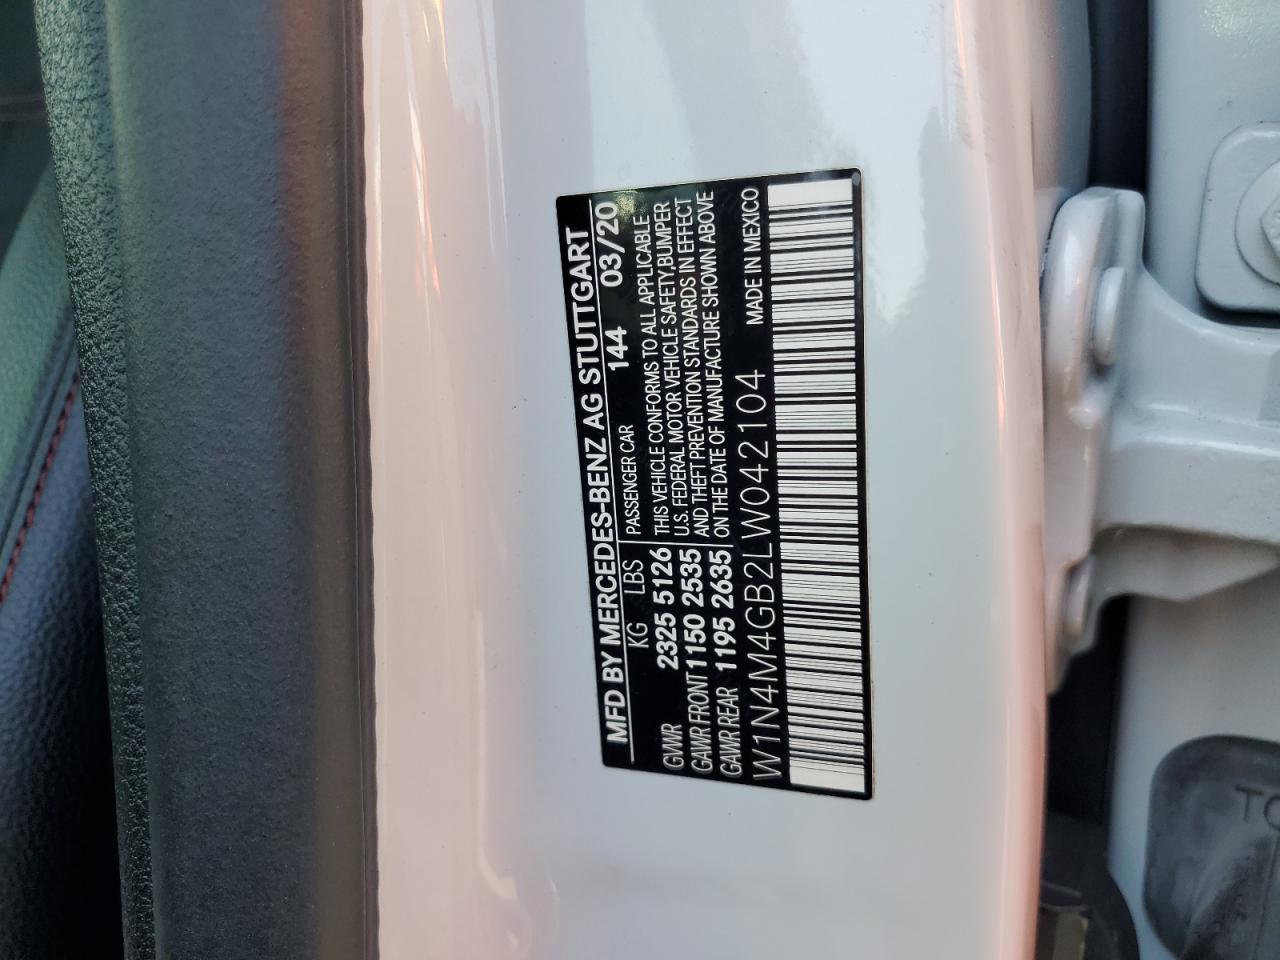 MFD BY MERCEDES-BENZ AG STUTTGART
KG LBS 144 03/20
GVWR 2325 5126
GAWR FRONT 1150 2535
GAWR REAR 1195 2635
PASSENGER CAR
THIS VEHICLE CONFORMS TO ALL APPLICABLE
U.S. FEDERAL MOTOR VEHICLE SAFETY,BUMPER
AND THEFT PREVENTION STANDARDS IN EFFECT
ON THE DATE OF MANUFACTURE SHOWN ABOVE
W1N4M4GB2LW042104 MADE IN MEXICO